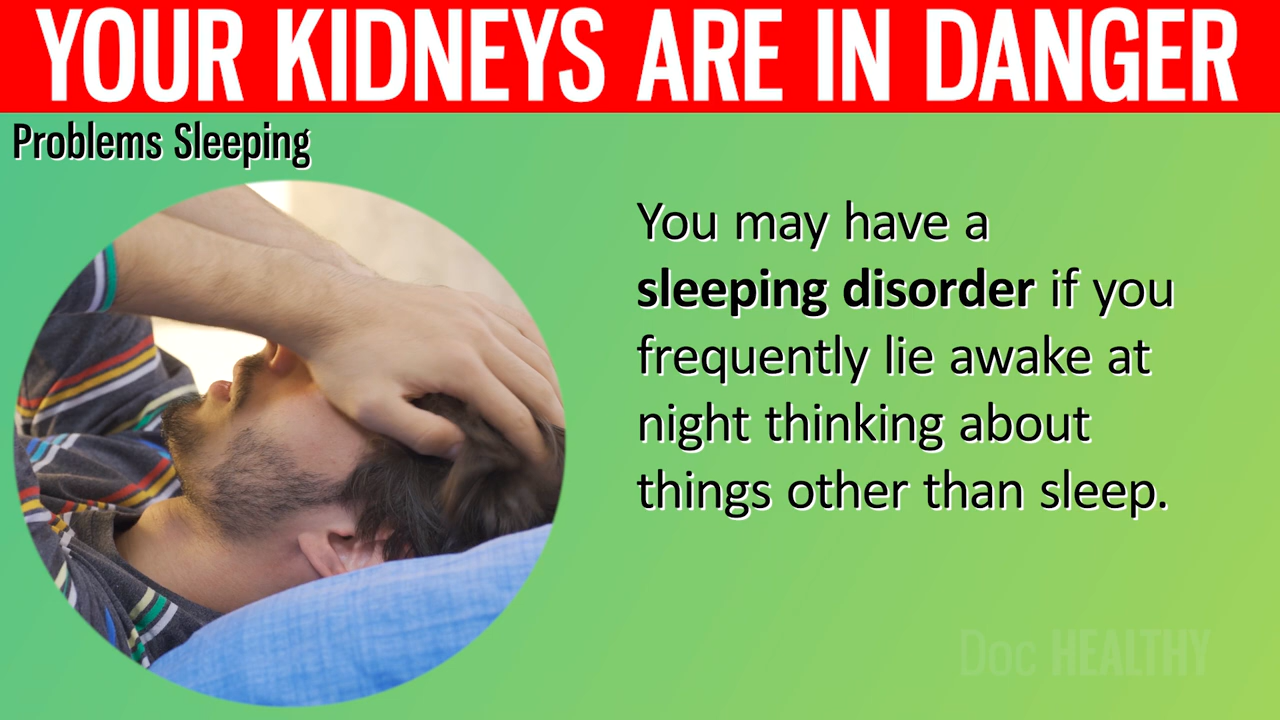 YOUR KIDNEYS ARE IN DANGER
Problems Sleeping
You may have a
sleeping disorder if you
frequently lie awake at
night thinking about
things other than sleep.
Doc HEALTHY